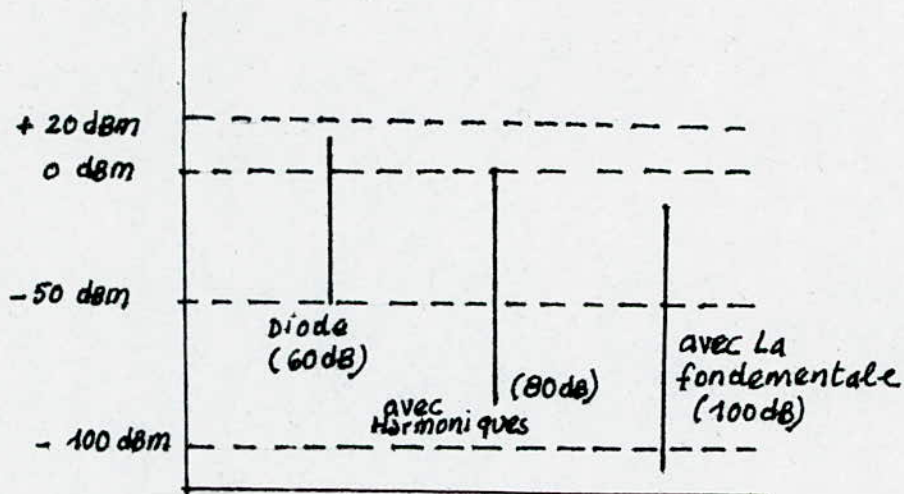 + 20 dBm
0 dBm
- 50 dBm
Diode
(60dB)
avec La
fondementale
(100dB)
(80dB)
avec
Harmoniques
- 100 dBm